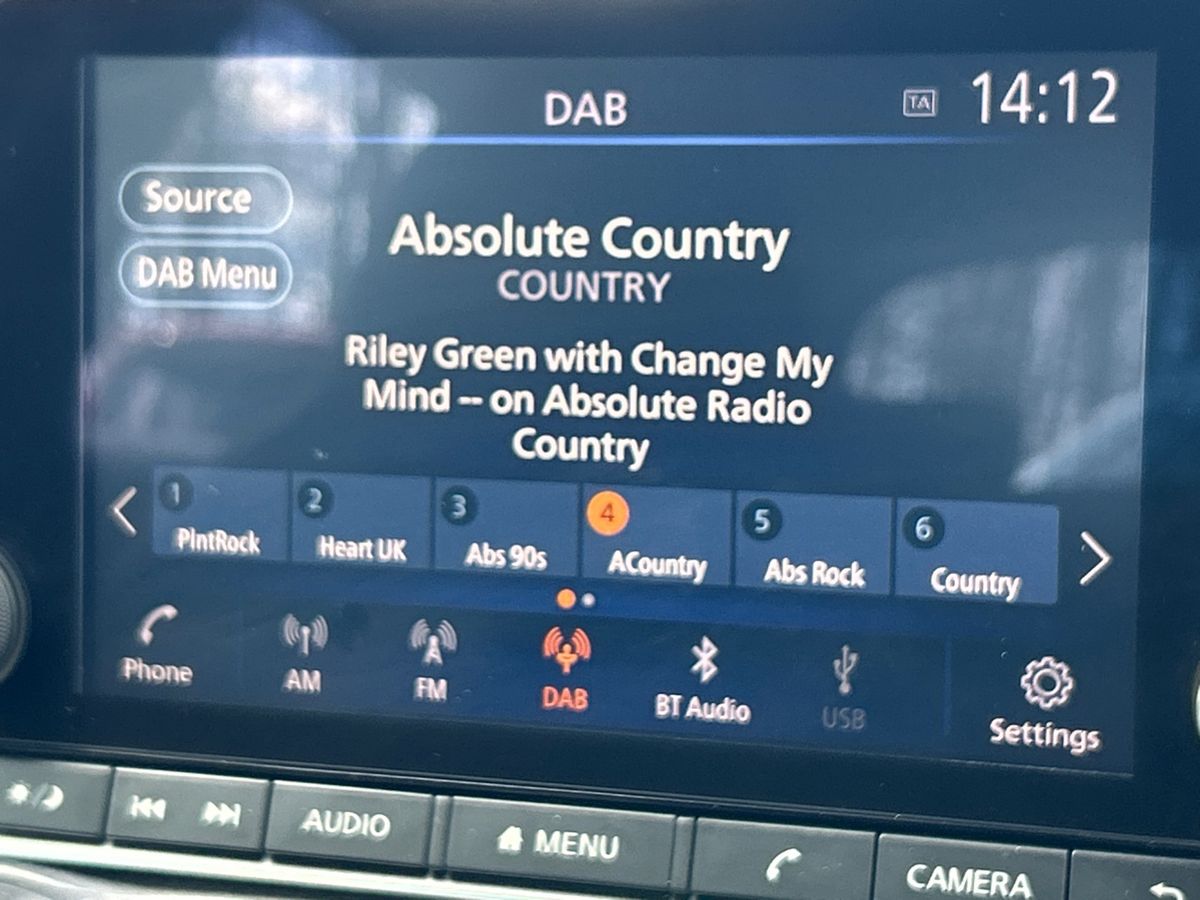 DAB
TA 14:12
Source
DAB Menu
Absolute Country
COUNTRY
Riley Green with Change My
Mind -- on Absolute Radio
Country
1 PlntRock
2 Heart UK
3 Abs 90s
4 ACountry
5 Abs Rock
6 Country
Phone
AM
FM
DAB
BT Audio
USB
Settings
AUDIO
MENU
CAMERA